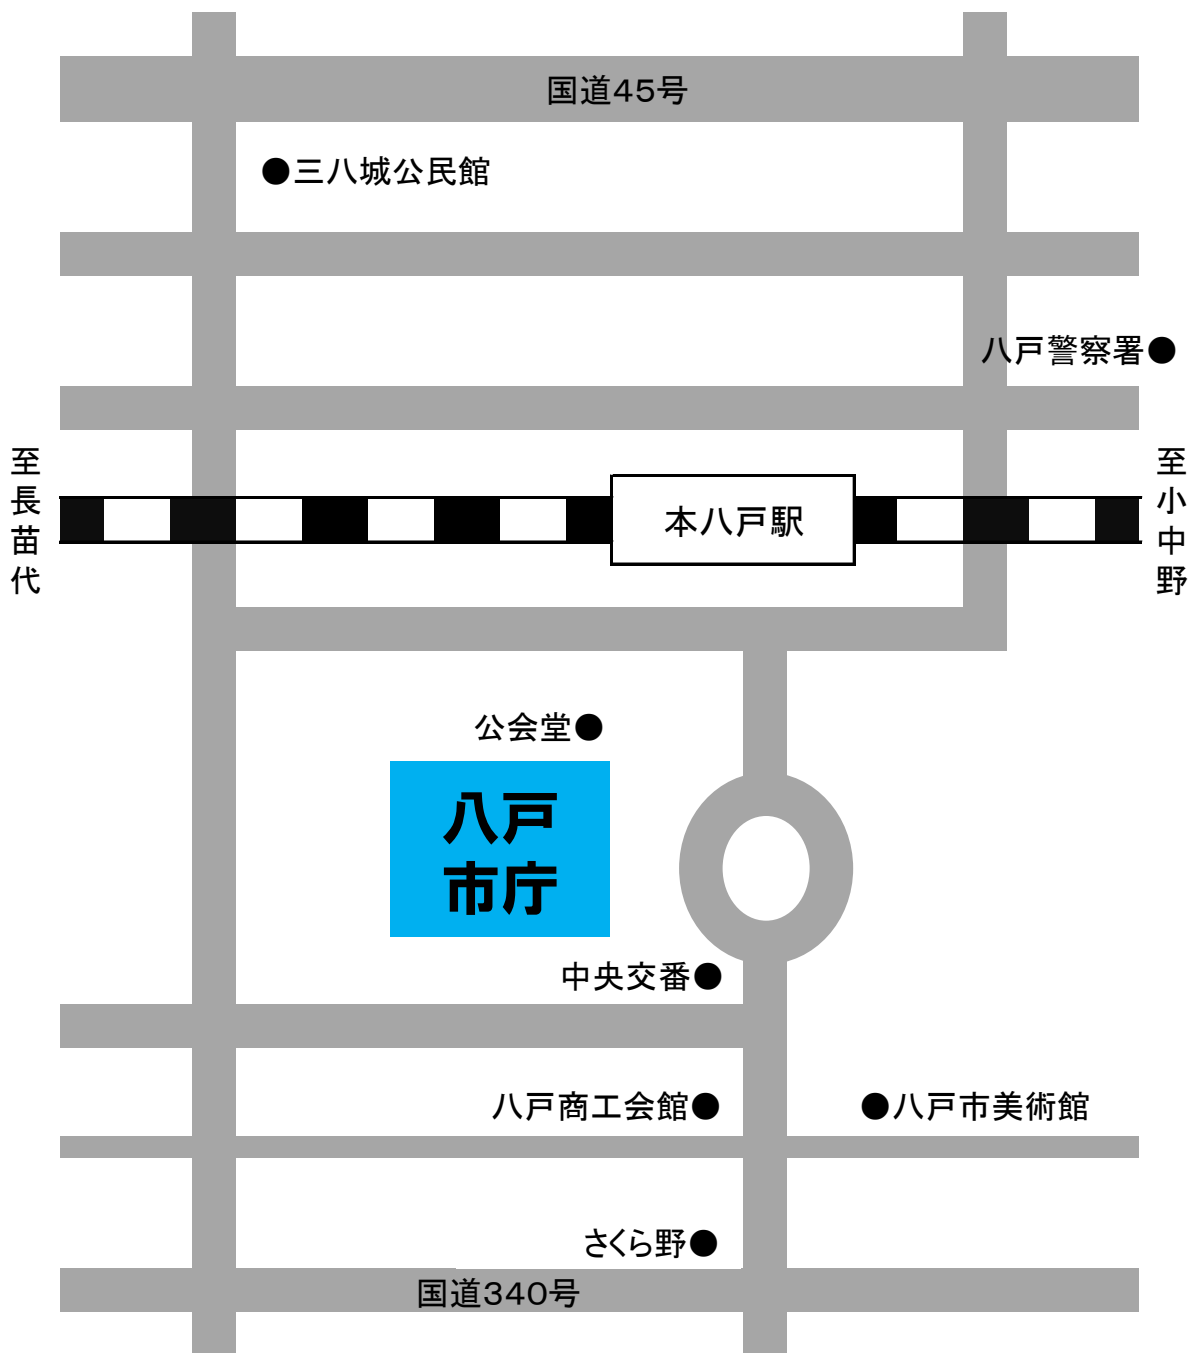 国道45号
●三八城公民館
八戸警察署●
至長苗代
本八戸駅
至小中野
公会堂●
八戸
市庁
中央交番●
八戸商工会館●
●八戸市美術館
さくら野●
国道340号